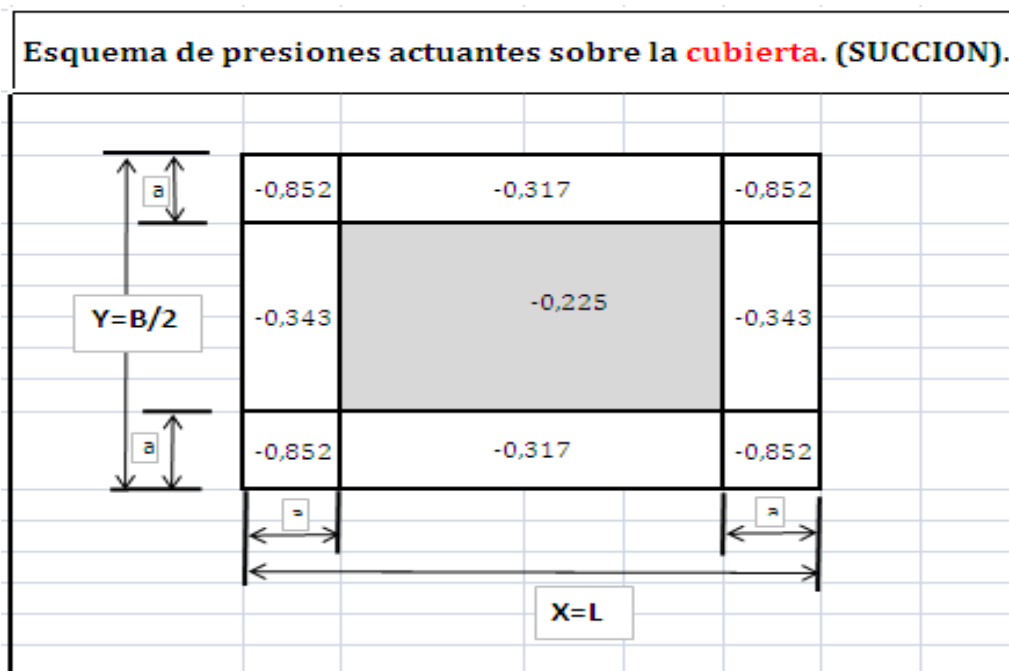 Esquema de presiones actuantes sobre la cubierta. (SUCCION).
a
-0,852 -0,317 -0,852
Y=B/2
-0,343 -0,225 -0,343
a
-0,852 -0,317 -0,852
X=L